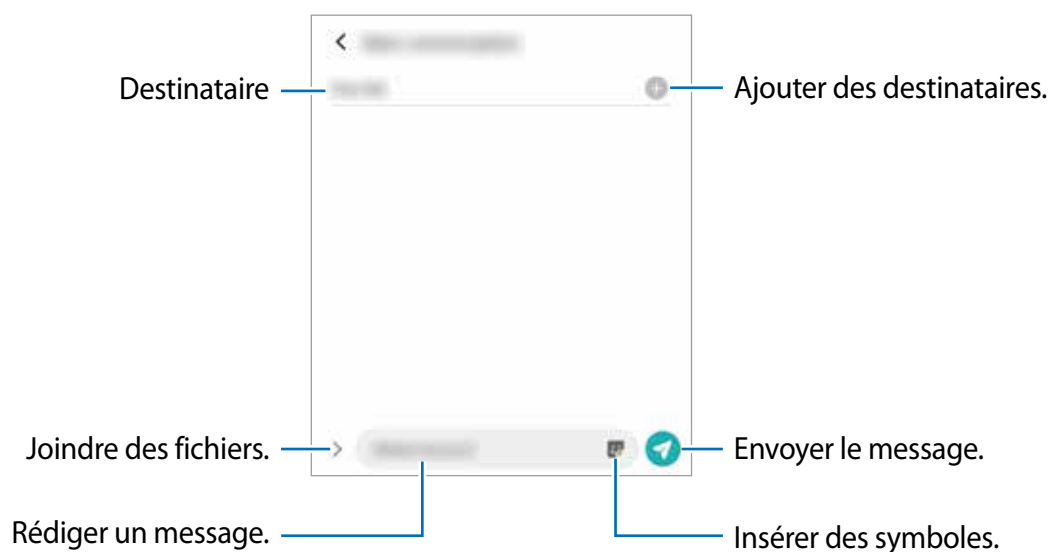 Destinataire
Ajouter des destinataires.
Joindre des fichiers.
Envoyer le message.
Rédiger un message.
Insérer des symboles.